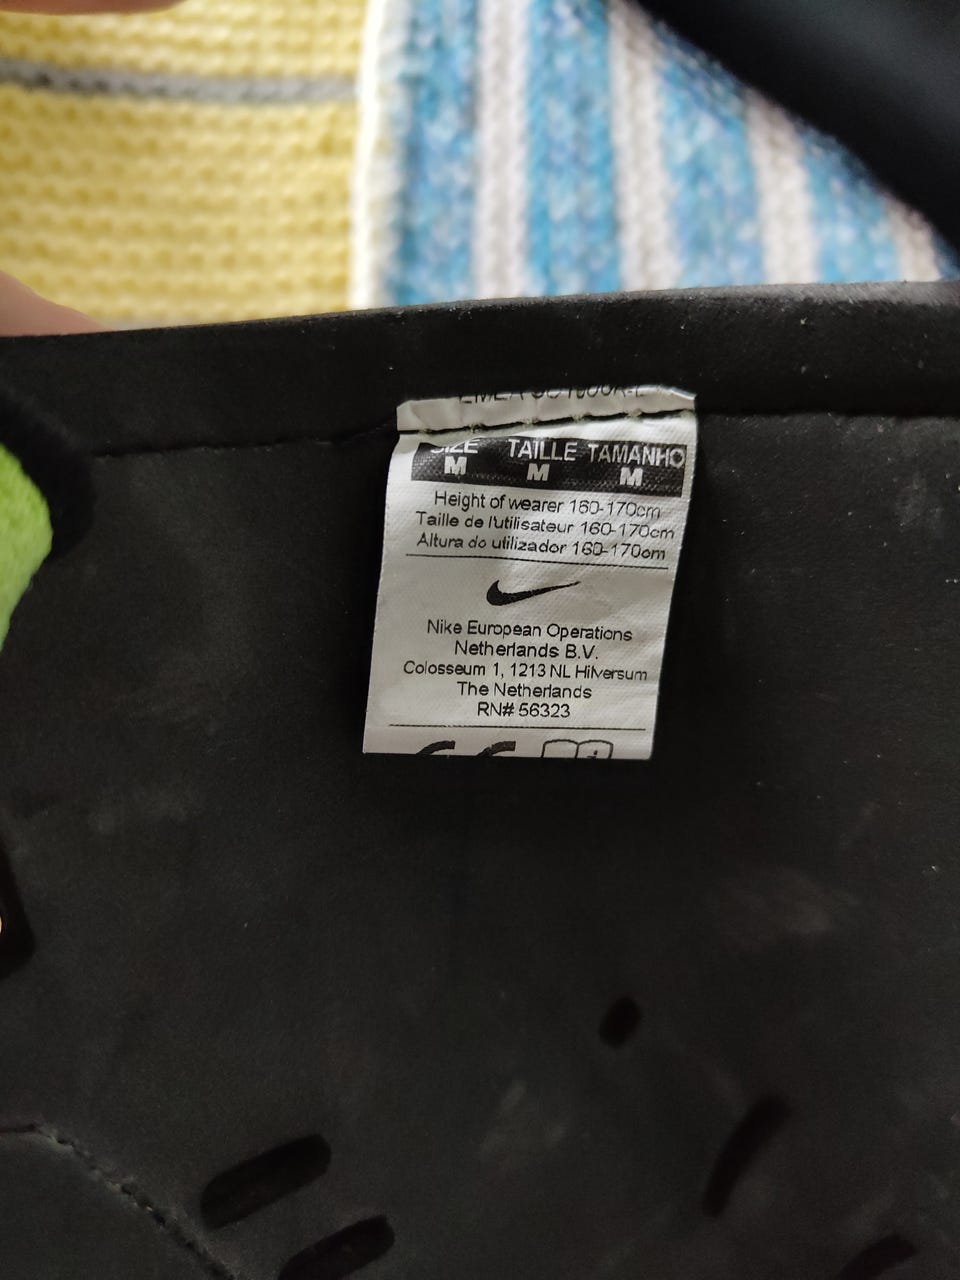 SIZE TAILLE TAMANHO
M M M
Height of wearer 160-170cm
Taille de l'utilisateur 160-170cm
Altura do utilizador 160-170cm
Nike European Operations
Netherlands B.V.
Colosseum 1, 1213 NL Hilversum
The Netherlands
RN# 56323